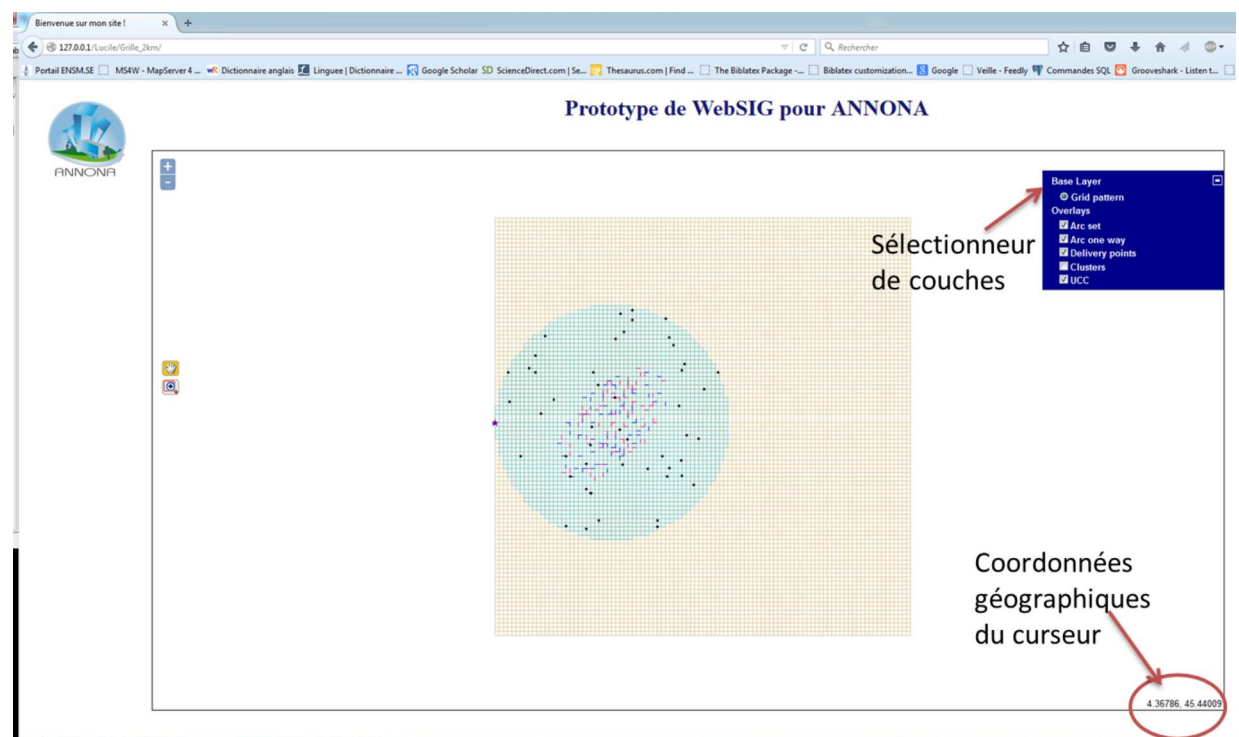 Bienvenue sur mon site !
127.0.0.1/Lucile/Grille_2km/
Rechercher
Portail ENSM.SE MS4W - MapServer 4 ... Dictionnaire anglais Linguee | Dictionnaire ... Google Scholar SD ScienceDirect.com | Se... Thesaurus.com | Find ... The Biblatex Package -... Biblatex customization... Google Veille - Feedly Commandes SQL Grooveshark - Listen t...
Prototype de WebSIG pour ANNONA
ANNONA
+
-
Base Layer
Grid pattern
Overlays
Arc set
Arc one way
Delivery points
Clusters
UCC
Sélectionneur
de couches
Coordonnées
géographiques
du curseur
4.36786, 45.44009